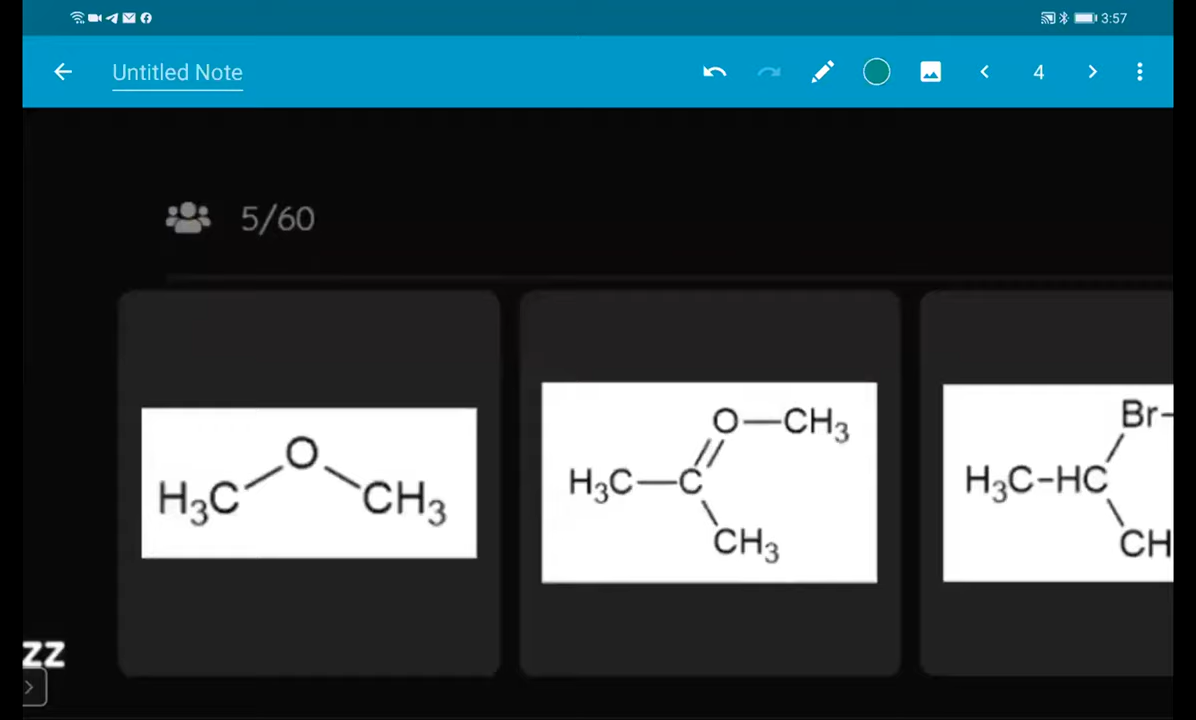 3:57
Untitled Note
4
5/60
O
H₃C
CH₃
O—CH₃
H₃C—C
CH₃
Br-
H₃C-HC
CH
zz